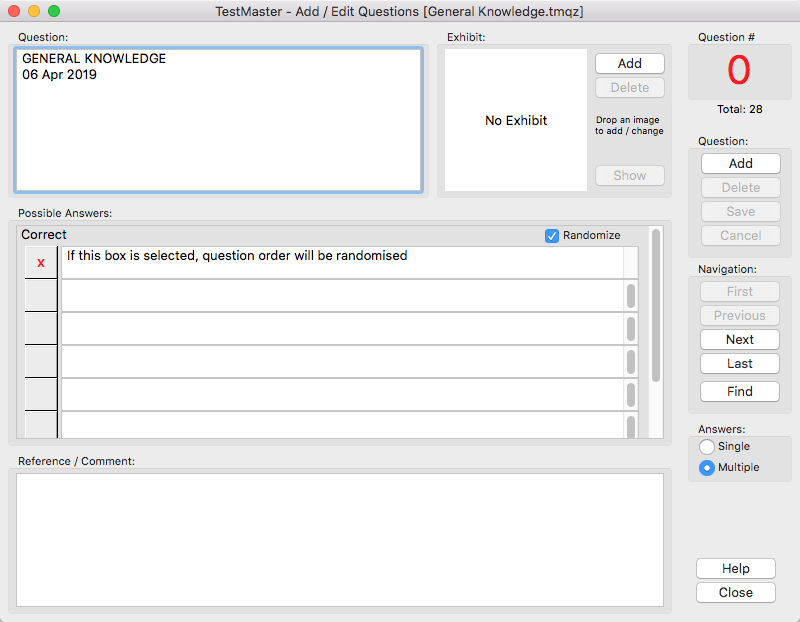 TestMaster - Add / Edit Questions [General Knowledge.tmqz]
Question:
GENERAL KNOWLEDGE
06 Apr 2019
Exhibit:
No Exhibit
Add
Delete
Drop an image
to add / change
Show
Question #
0
Total: 28
Question:
Add
Delete
Save
Cancel
Possible Answers:
Correct
Randomize
X
If this box is selected, question order will be randomised
Navigation:
First
Previous
Next
Last
Find
Answers:
Single
Multiple
Reference / Comment:
Help
Close